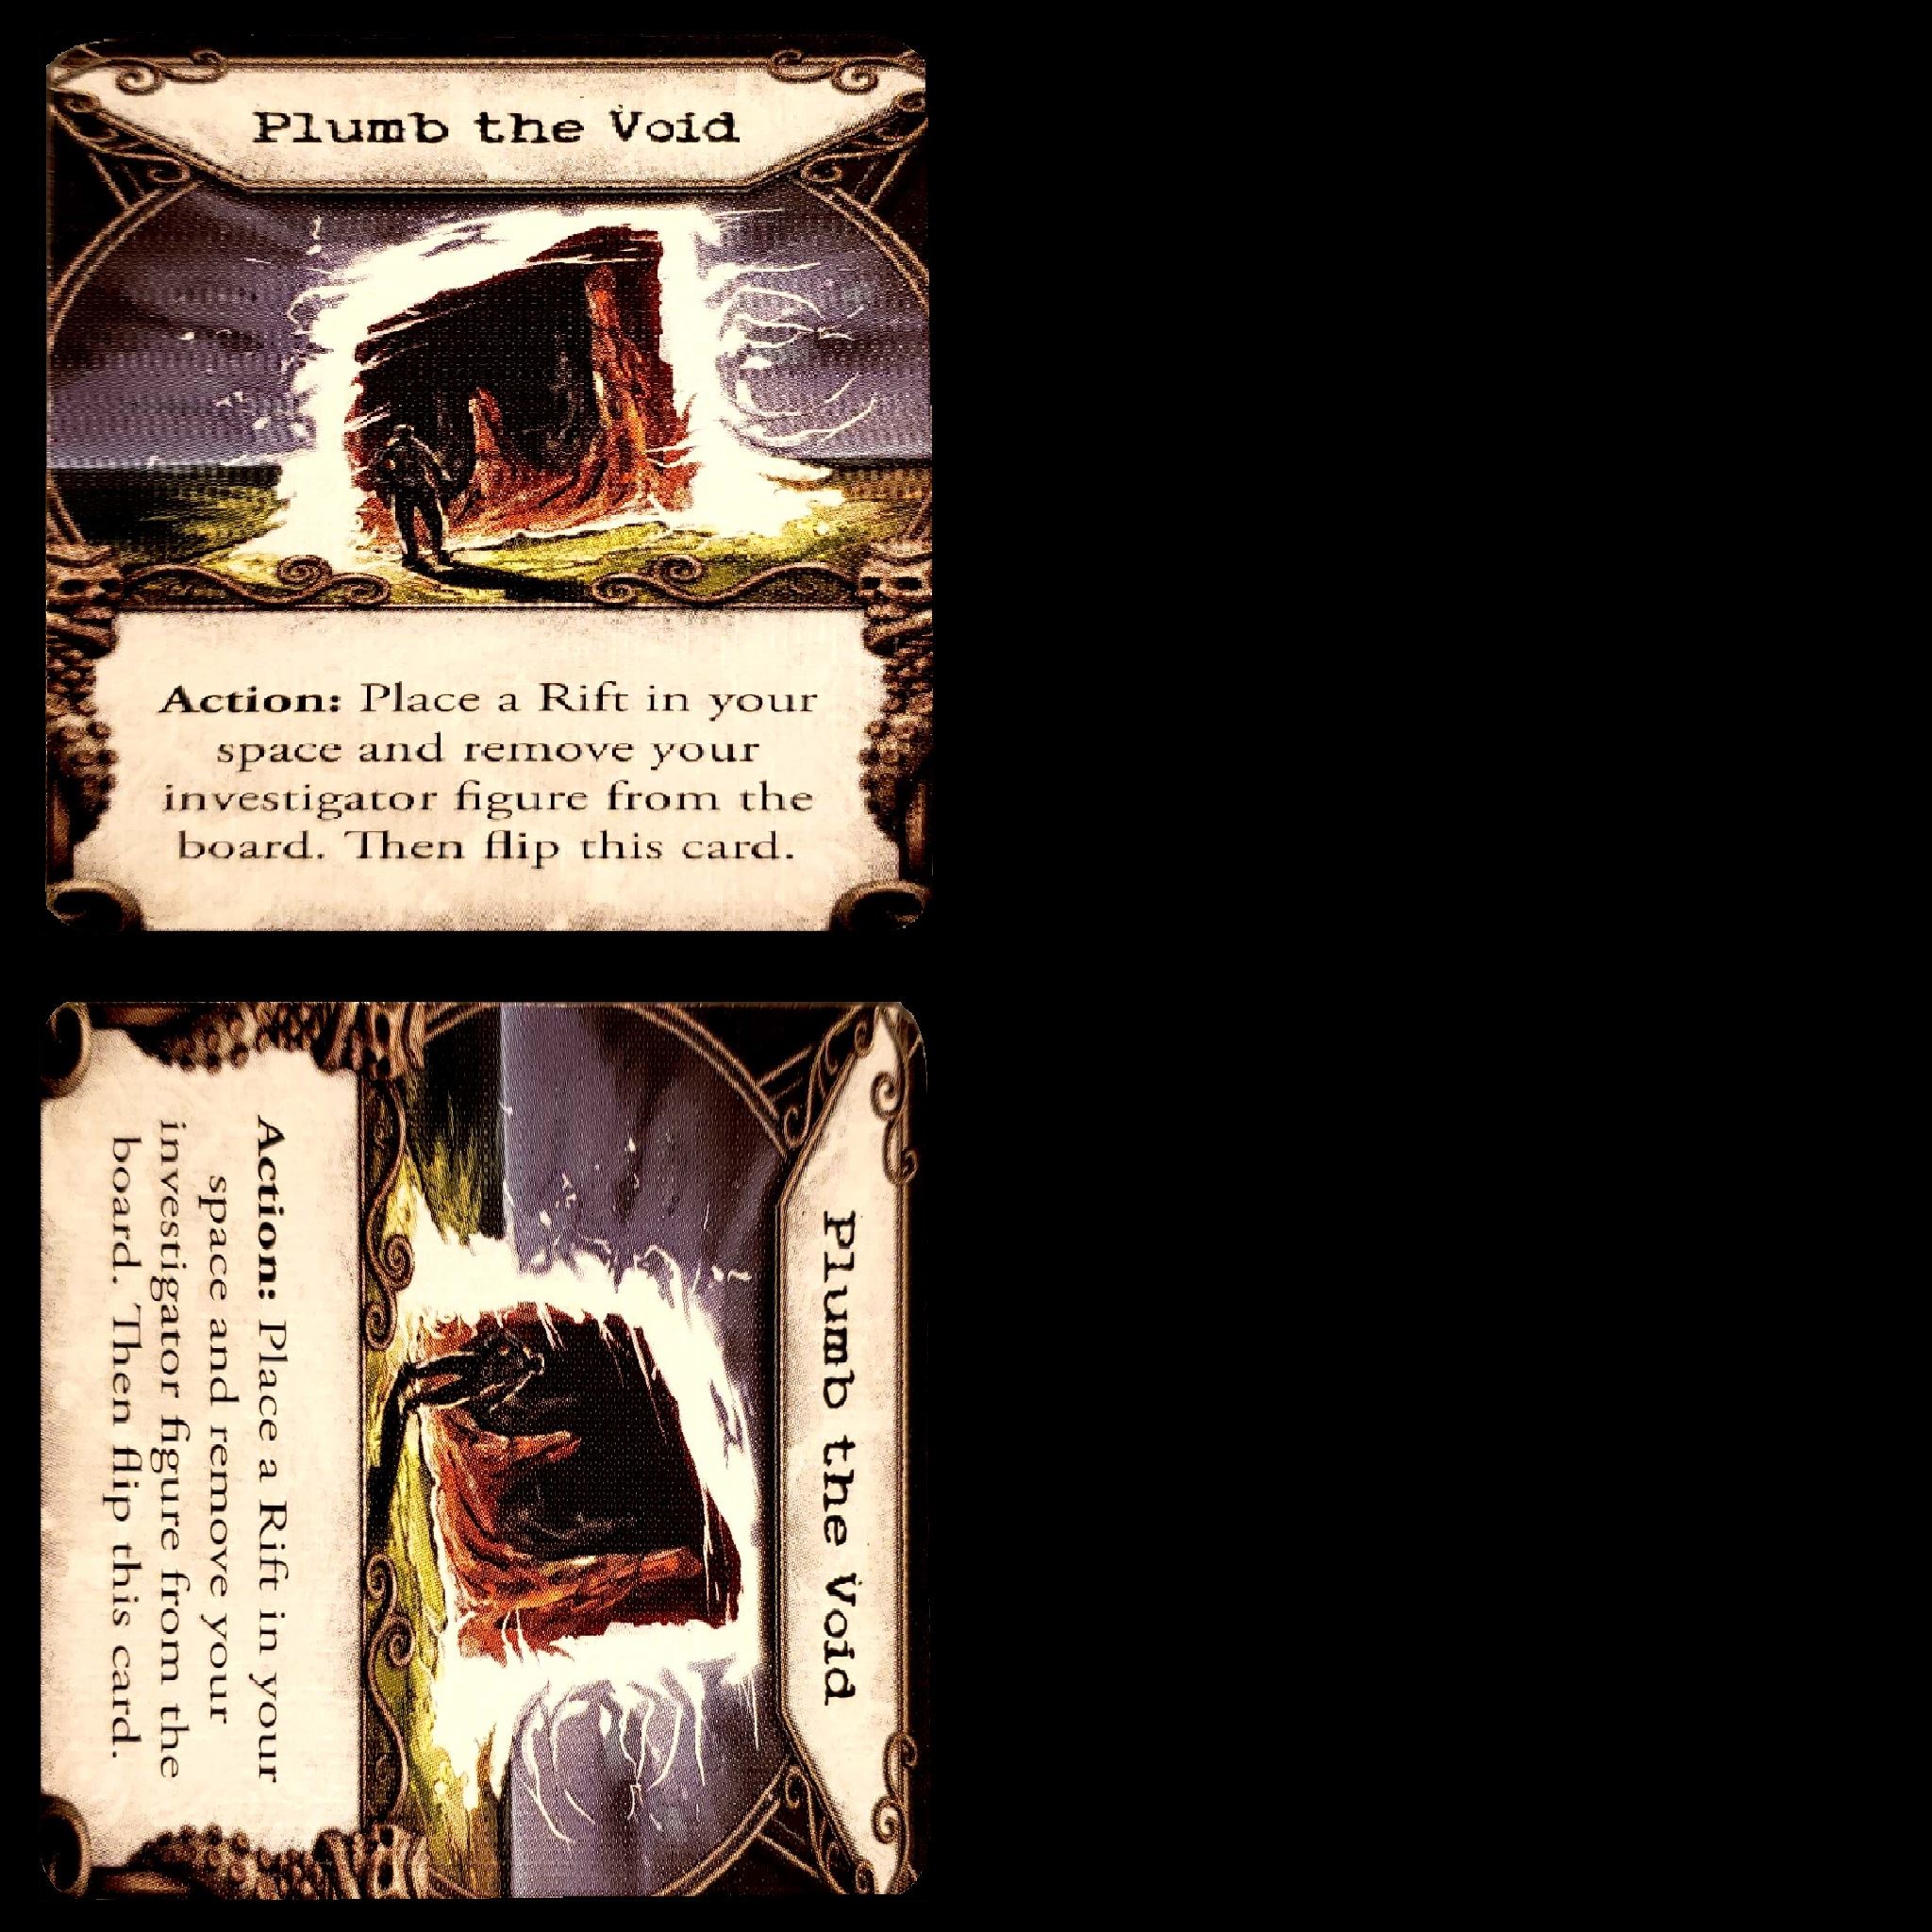 Plumb the Void
Action: Place a Rift in your
space and remove your
investigator figure from the
board. Then flip this card.
Plumb the Void
Action: Place a Rift in your
space and remove your
investigator figure from the
board. Then flip this card.